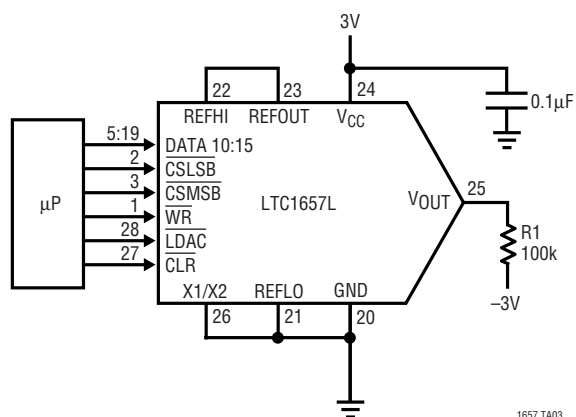 3V
22 23 24
REFHI REFOUT VCC
0.1µF
5:19 DATA 10:15
2 CSLSB
3 CSMSB
µP
LTC1657L
VOUT 25
1 WR
28 LDAC
27 CLR
R1
100k
–3V
X1/X2 REFLO GND
26 21 20
1657 TA03